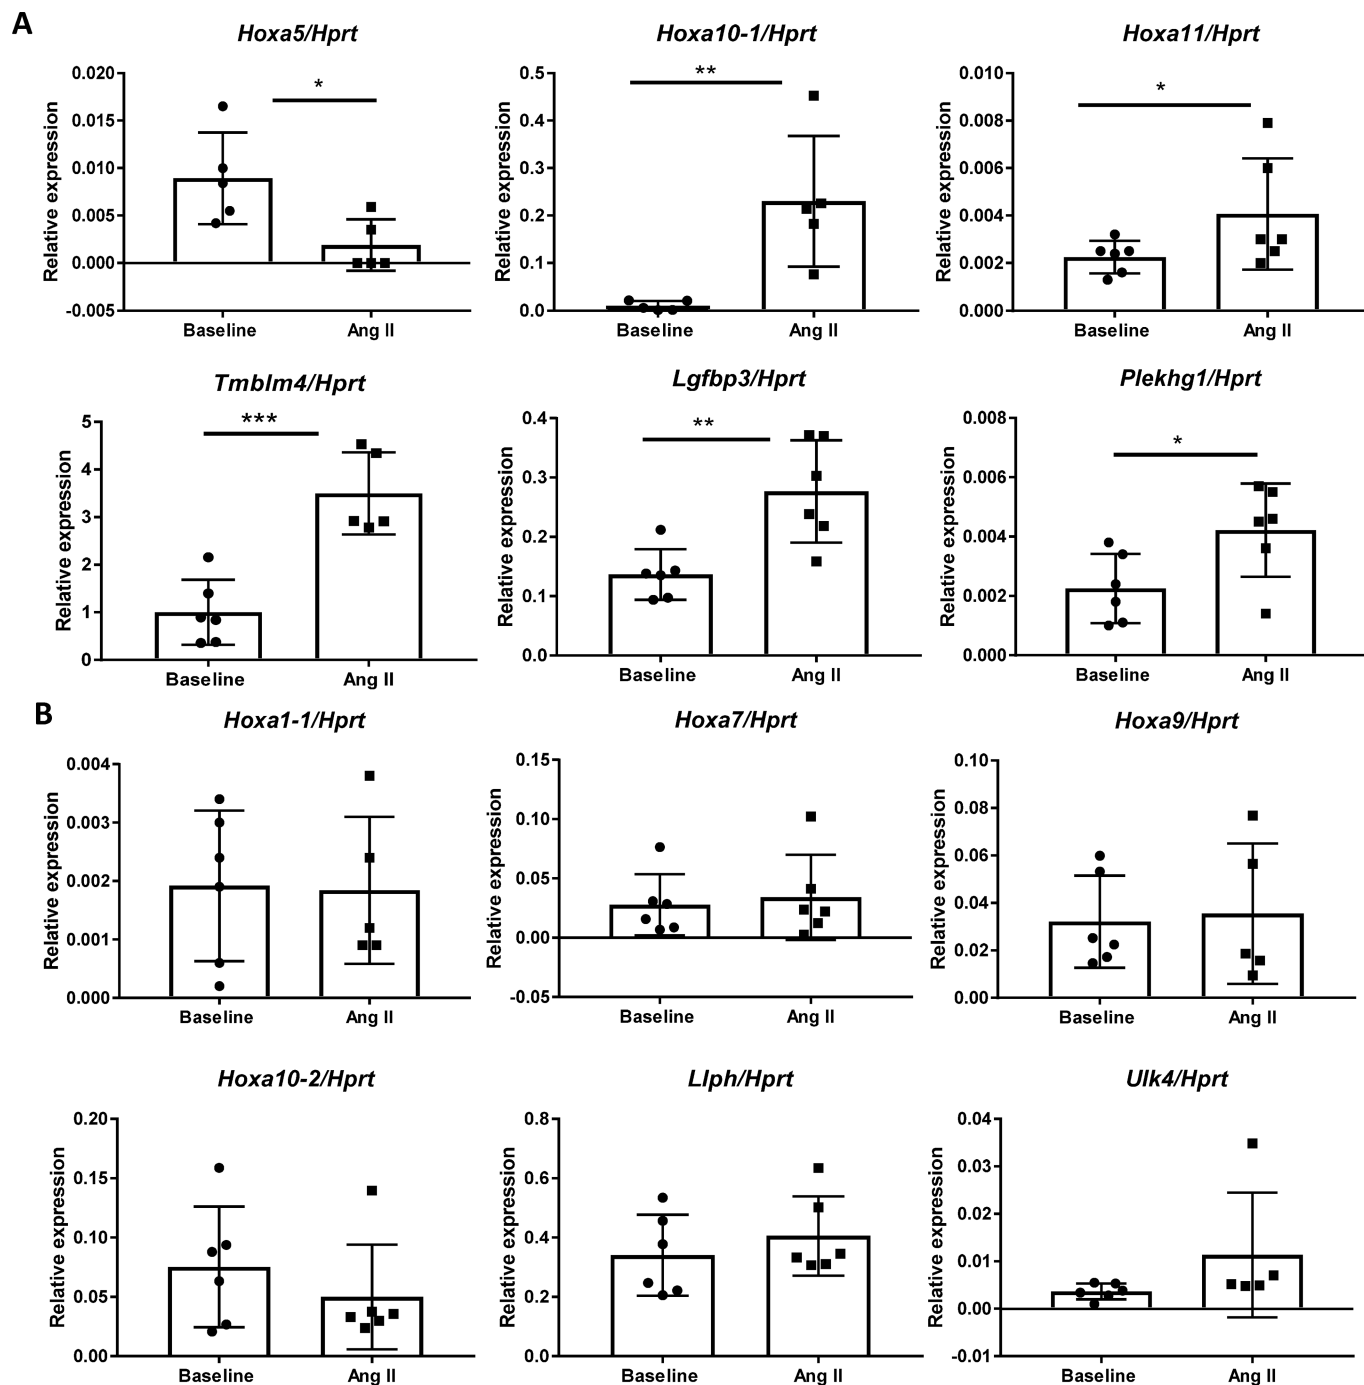 A
Hoxa5/Hprt
Relative expression
0.020
0.015
0.010
0.005
0.000
-0.005
*
Baseline
Ang II
Hoxa10-1/Hprt
Relative expression
0.5
0.4
0.3
0.2
0.1
0.0
**
Baseline
Ang II
Hoxa11/Hprt
Relative expression
0.010
0.008
0.006
0.004
0.002
0.000
*
Baseline
Ang II
Tmblm4/Hprt
Relative expression
5
4
3
2
1
0
***
Baseline
Ang II
Lgfbp3/Hprt
Relative expression
0.4
0.3
0.2
0.1
0.0
**
Baseline
Ang II
Plekhg1/Hprt
Relative expression
0.008
0.006
0.004
0.002
0.000
*
Baseline
Ang II
B
Hoxa1-1/Hprt
Relative expression
0.004
0.003
0.002
0.001
0.000
Baseline
Ang II
Hoxa7/Hprt
Relative expression
0.15
0.10
0.05
0.00
-0.05
Baseline
Ang II
Hoxa9/Hprt
Relative expression
0.10
0.08
0.06
0.04
0.02
0.00
Baseline
Ang II
Hoxa10-2/Hprt
Relative expression
0.20
0.15
0.10
0.05
0.00
Baseline
Ang II
Llph/Hprt
Relative expression
0.8
0.6
0.4
0.2
0.0
Baseline
Ang II
Ulk4/Hprt
Relative expression
0.04
0.03
0.02
0.01
0.00
-0.01
Baseline
Ang II